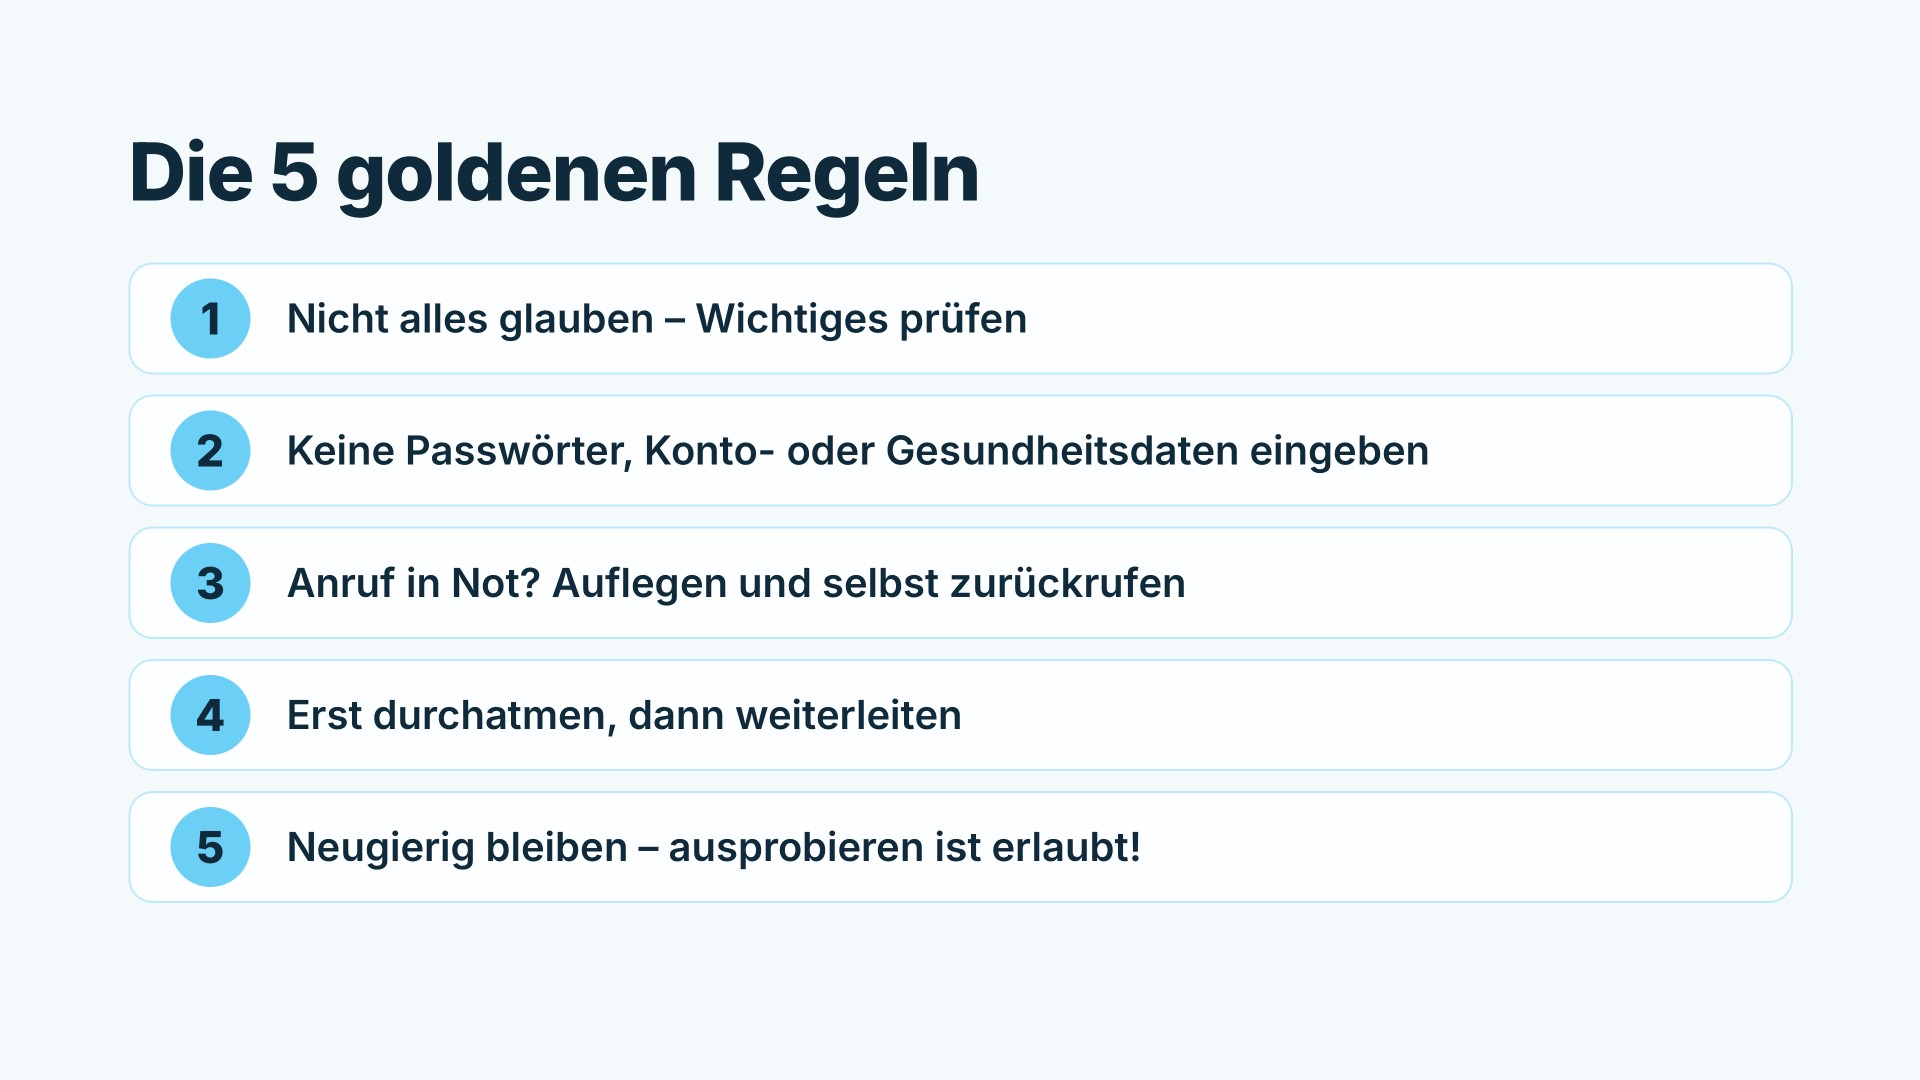 Die 5 goldenen Regeln
1 Nicht alles glauben – Wichtiges prüfen
2 Keine Passwörter, Konto- oder Gesundheitsdaten eingeben
3 Anruf in Not? Auflegen und selbst zurückrufen
4 Erst durchatmen, dann weiterleiten
5 Neugierig bleiben – ausprobieren ist erlaubt!